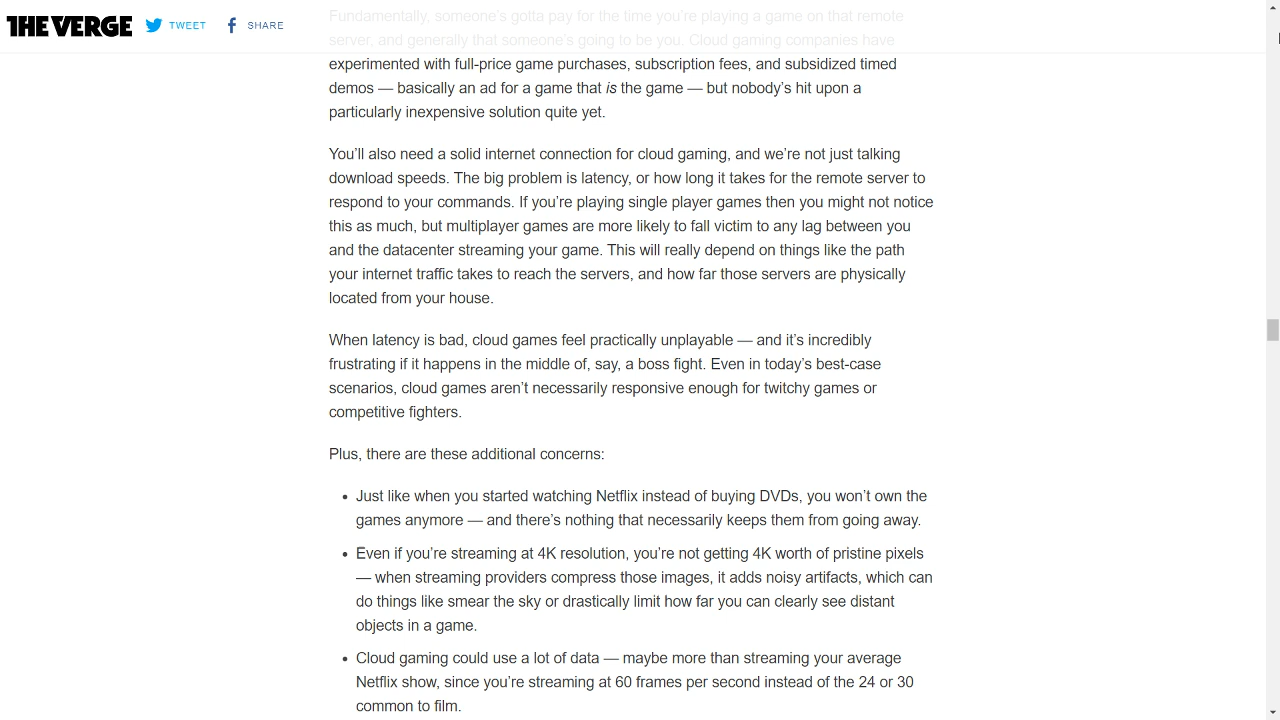 Fundamentally, someone's gotta pay for the time you're playing a game on that remote
THE VERGE TWEET SHARE
server, and generally that someone's going to be you. Cloud gaming companies have
experimented with full-price game purchases, subscription fees, and subsidized timed
demos — basically an ad for a game that is the game — but nobody's hit upon a
particularly inexpensive solution quite yet.
You'll also need a solid internet connection for cloud gaming, and we're not just talking
download speeds. The big problem is latency, or how long it takes for the remote server to
respond to your commands. If you're playing single player games then you might not notice
this as much, but multiplayer games are more likely to fall victim to any lag between you
and the datacenter streaming your game. This will really depend on things like the path
your internet traffic takes to reach the servers, and how far those servers are physically
located from your house.
When latency is bad, cloud games feel practically unplayable — and it's incredibly
frustrating if it happens in the middle of, say, a boss fight. Even in today's best-case
scenarios, cloud games aren't necessarily responsive enough for twitchy games or
competitive fighters.
Plus, there are these additional concerns:
• Just like when you started watching Netflix instead of buying DVDs, you won't own the
games anymore — and there's nothing that necessarily keeps them from going away.
• Even if you're streaming at 4K resolution, you're not getting 4K worth of pristine pixels
— when streaming providers compress those images, it adds noisy artifacts, which can
do things like smear the sky or drastically limit how far you can clearly see distant
objects in a game.
• Cloud gaming could use a lot of data — maybe more than streaming your average
Netflix show, since you're streaming at 60 frames per second instead of the 24 or 30
common to film.